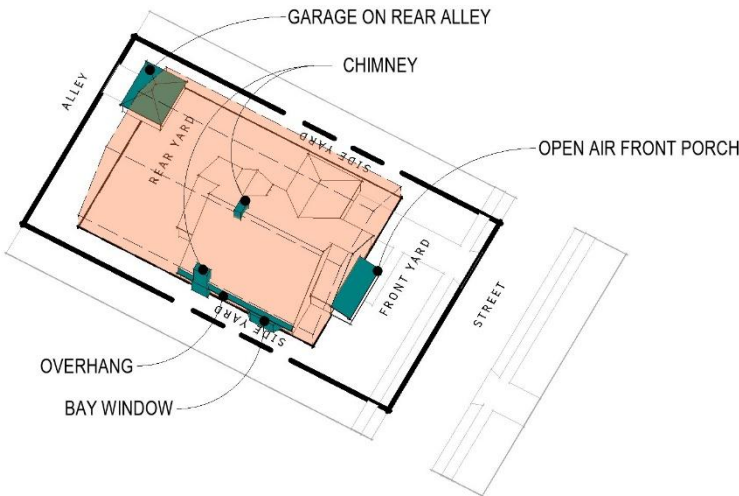 GARAGE ON REAR ALLEY
CHIMNEY
ALLEY
SIDE YARD
REAR YARD
OPEN AIR FRONT PORCH
FRONT YARD
STREET
SIDE YARD
OVERHANG
BAY WINDOW